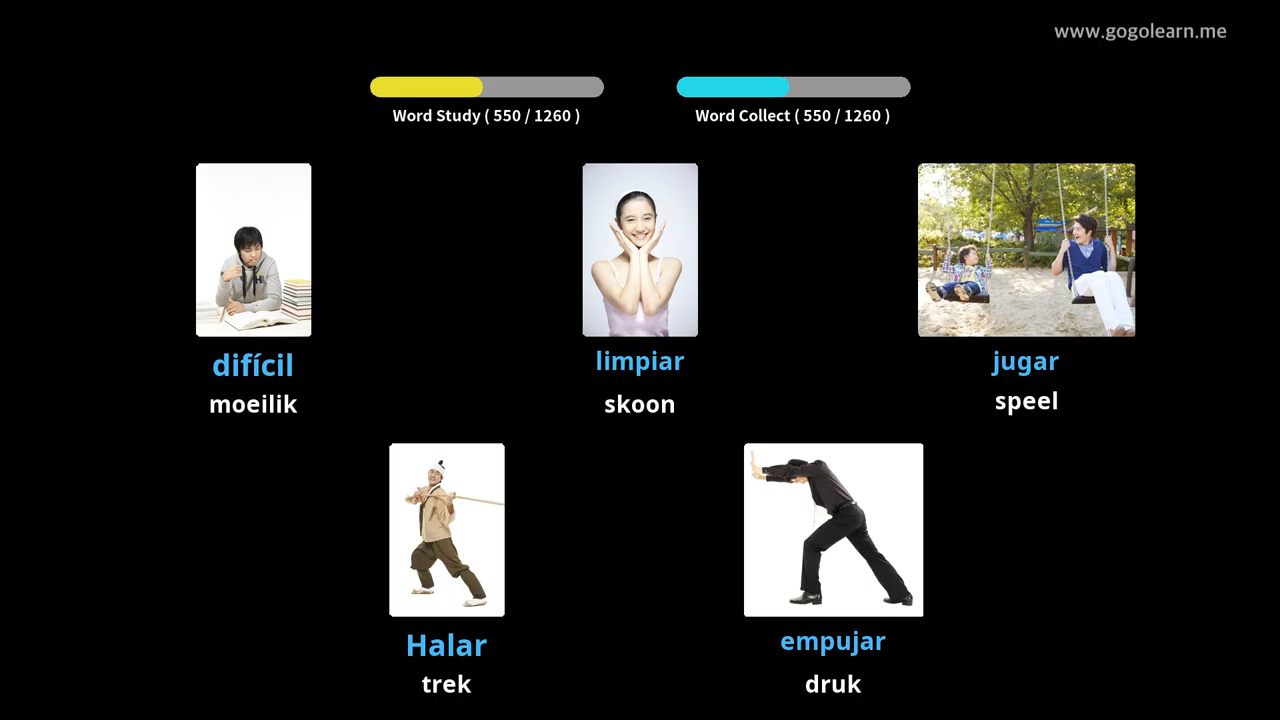 www.gogolearn.me
Word Study ( 550 / 1260 )
Word Collect ( 550 / 1260 )
difícil
limpiar
jugar
moeilik
skoon
speel
Halar
empujar
trek
druk